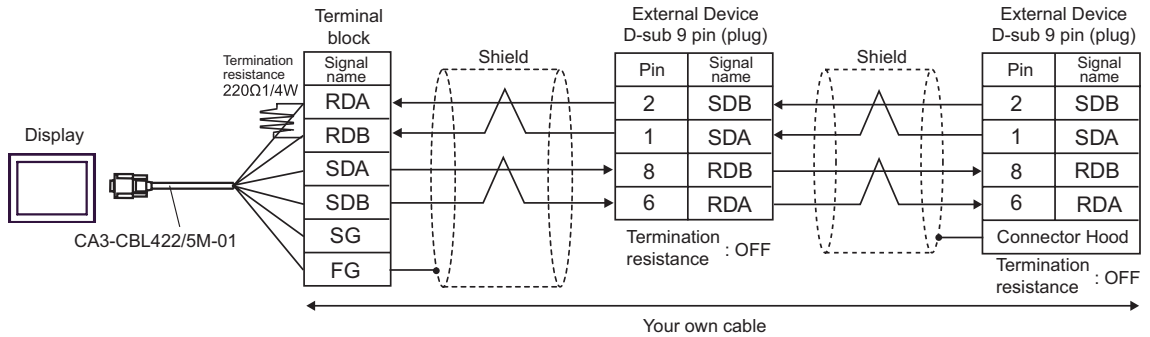 Terminal
block
External Device
D-sub 9 pin (plug)
External Device
D-sub 9 pin (plug)
Termination
resistance
220Ω1/4W
Signal
name
Shield
Pin
Signal
name
Shield
Pin
Signal
name
RDA
2
SDB
2
SDB
Display
RDB
1
SDA
1
SDA
SDA
8
RDB
8
RDB
SDB
6
RDA
6
RDA
CA3-CBL422/5M-01
SG
Termination
resistance : OFF
Connector Hood
FG
Termination
resistance : OFF
Your own cable